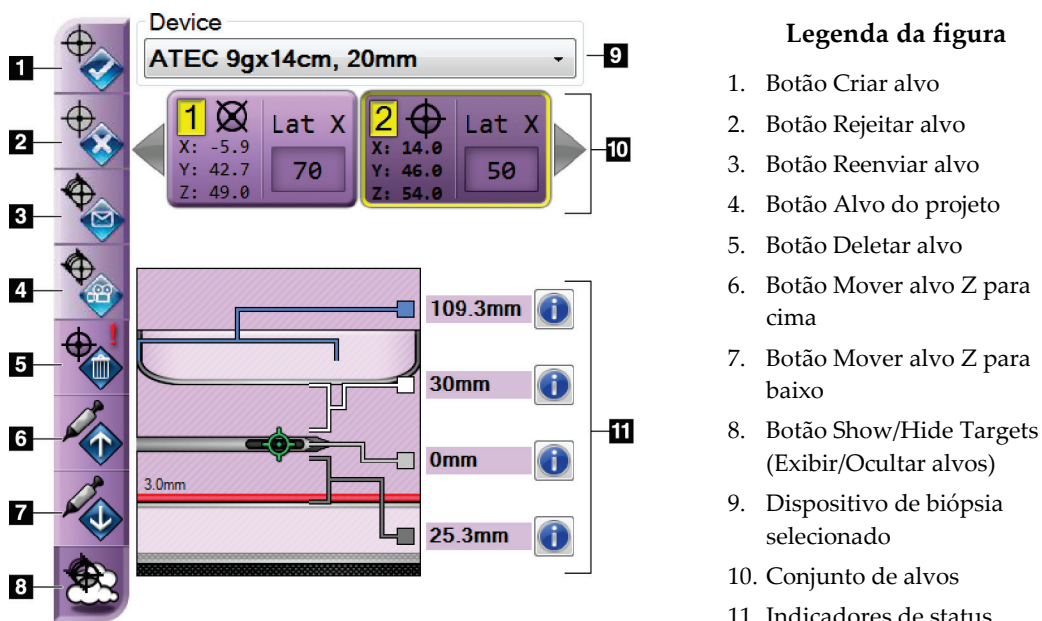 Device
1
ATEC 9gx14cm, 20mm
9
2
3
4
5
6
7
8
1
Lat X
X: -5.9
Y: 42.7
Z: 49.0
70
2
Lat X
X: 14.0
Y: 46.0
Z: 54.0
50
10
109.3mm
30mm
0mm
3.0mm
25.3mm
11
Legenda da figura
1. Botão Criar alvo
2. Botão Rejeitar alvo
3. Botão Reenviar alvo
4. Botão Alvo do projeto
5. Botão Deletar alvo
6. Botão Mover alvo Z para
cima
7. Botão Mover alvo Z para
baixo
8. Botão Show/Hide Targets
(Exibir/Ocultar alvos)
9. Dispositivo de biópsia
selecionado
10. Conjunto de alvos
11. Indicadores de status